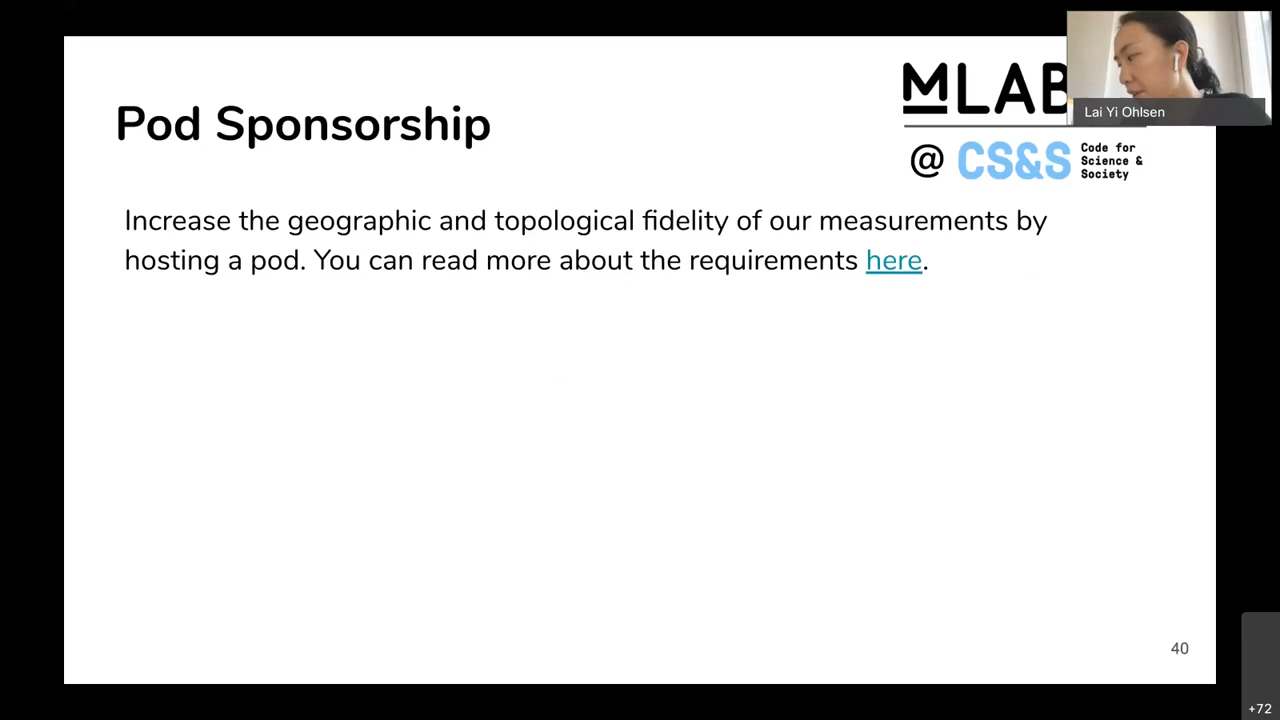 Pod Sponsorship
MLAB
Lai Yi Ohlsen
@ CS&S Code for
Science &
Society
Increase the geographic and topological fidelity of our measurements by
hosting a pod. You can read more about the requirements here.
40
+72